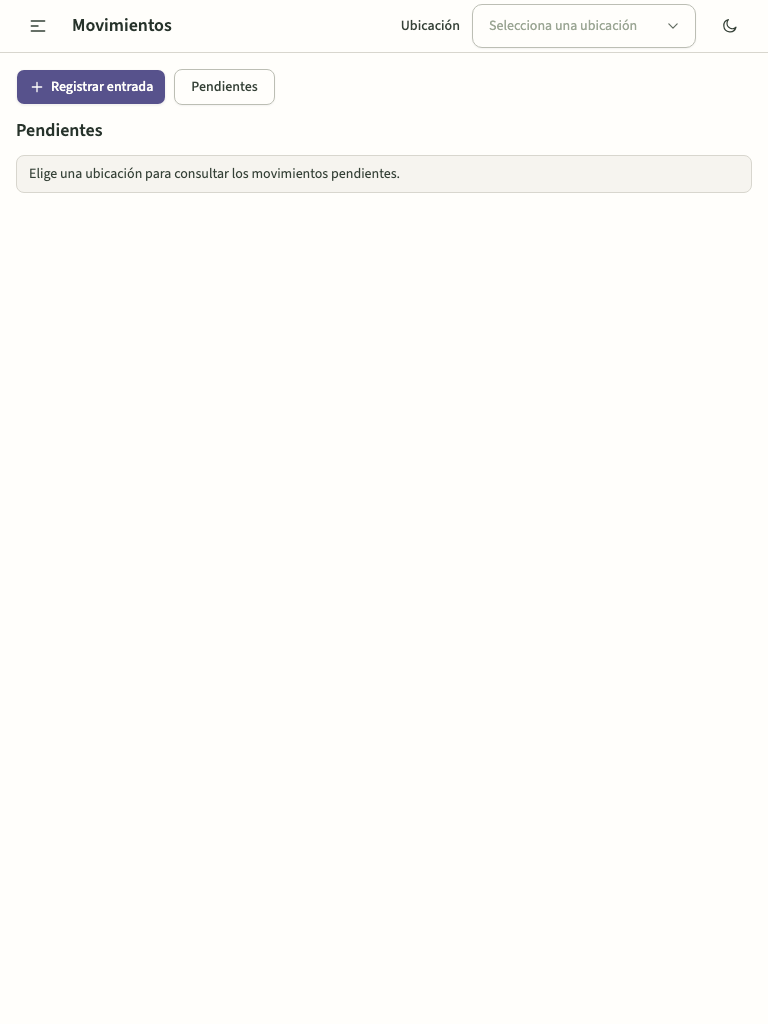 Movimientos
Ubicación
Selecciona una ubicación
Registrar entrada
Pendientes
Pendientes
Elige una ubicación para consultar los movimientos pendientes.